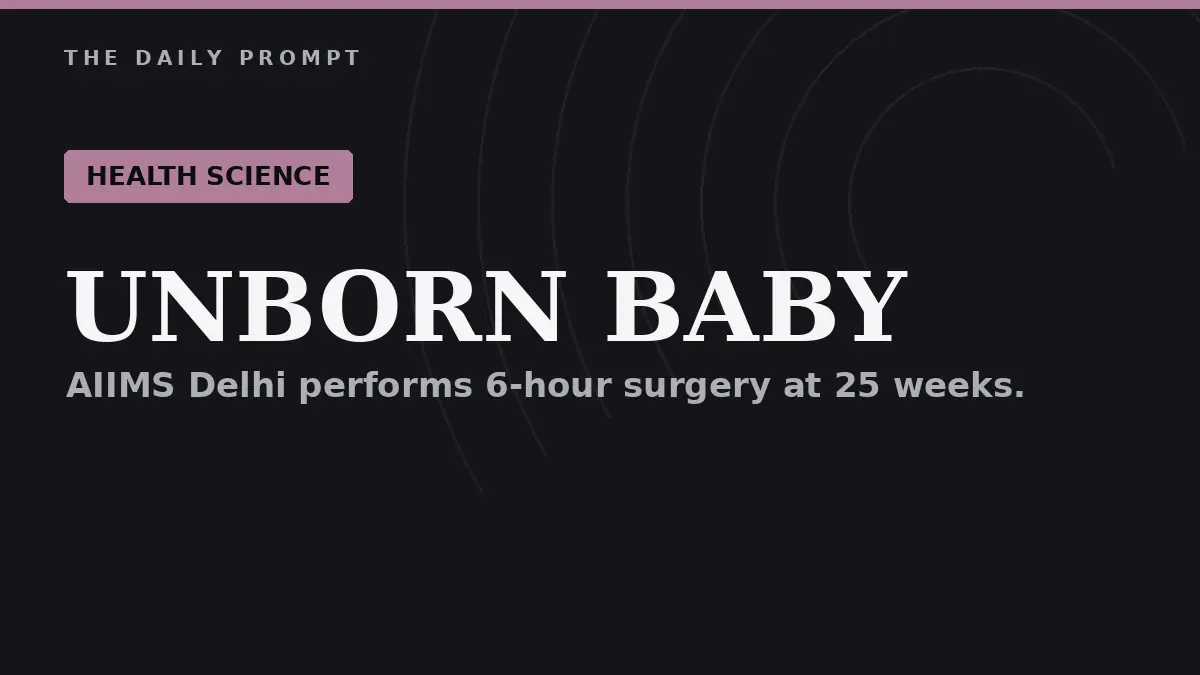 THE DAILY PROMPT
HEALTH SCIENCE
UNBORN BABY
AIIMS Delhi performs 6-hour surgery at 25 weeks.